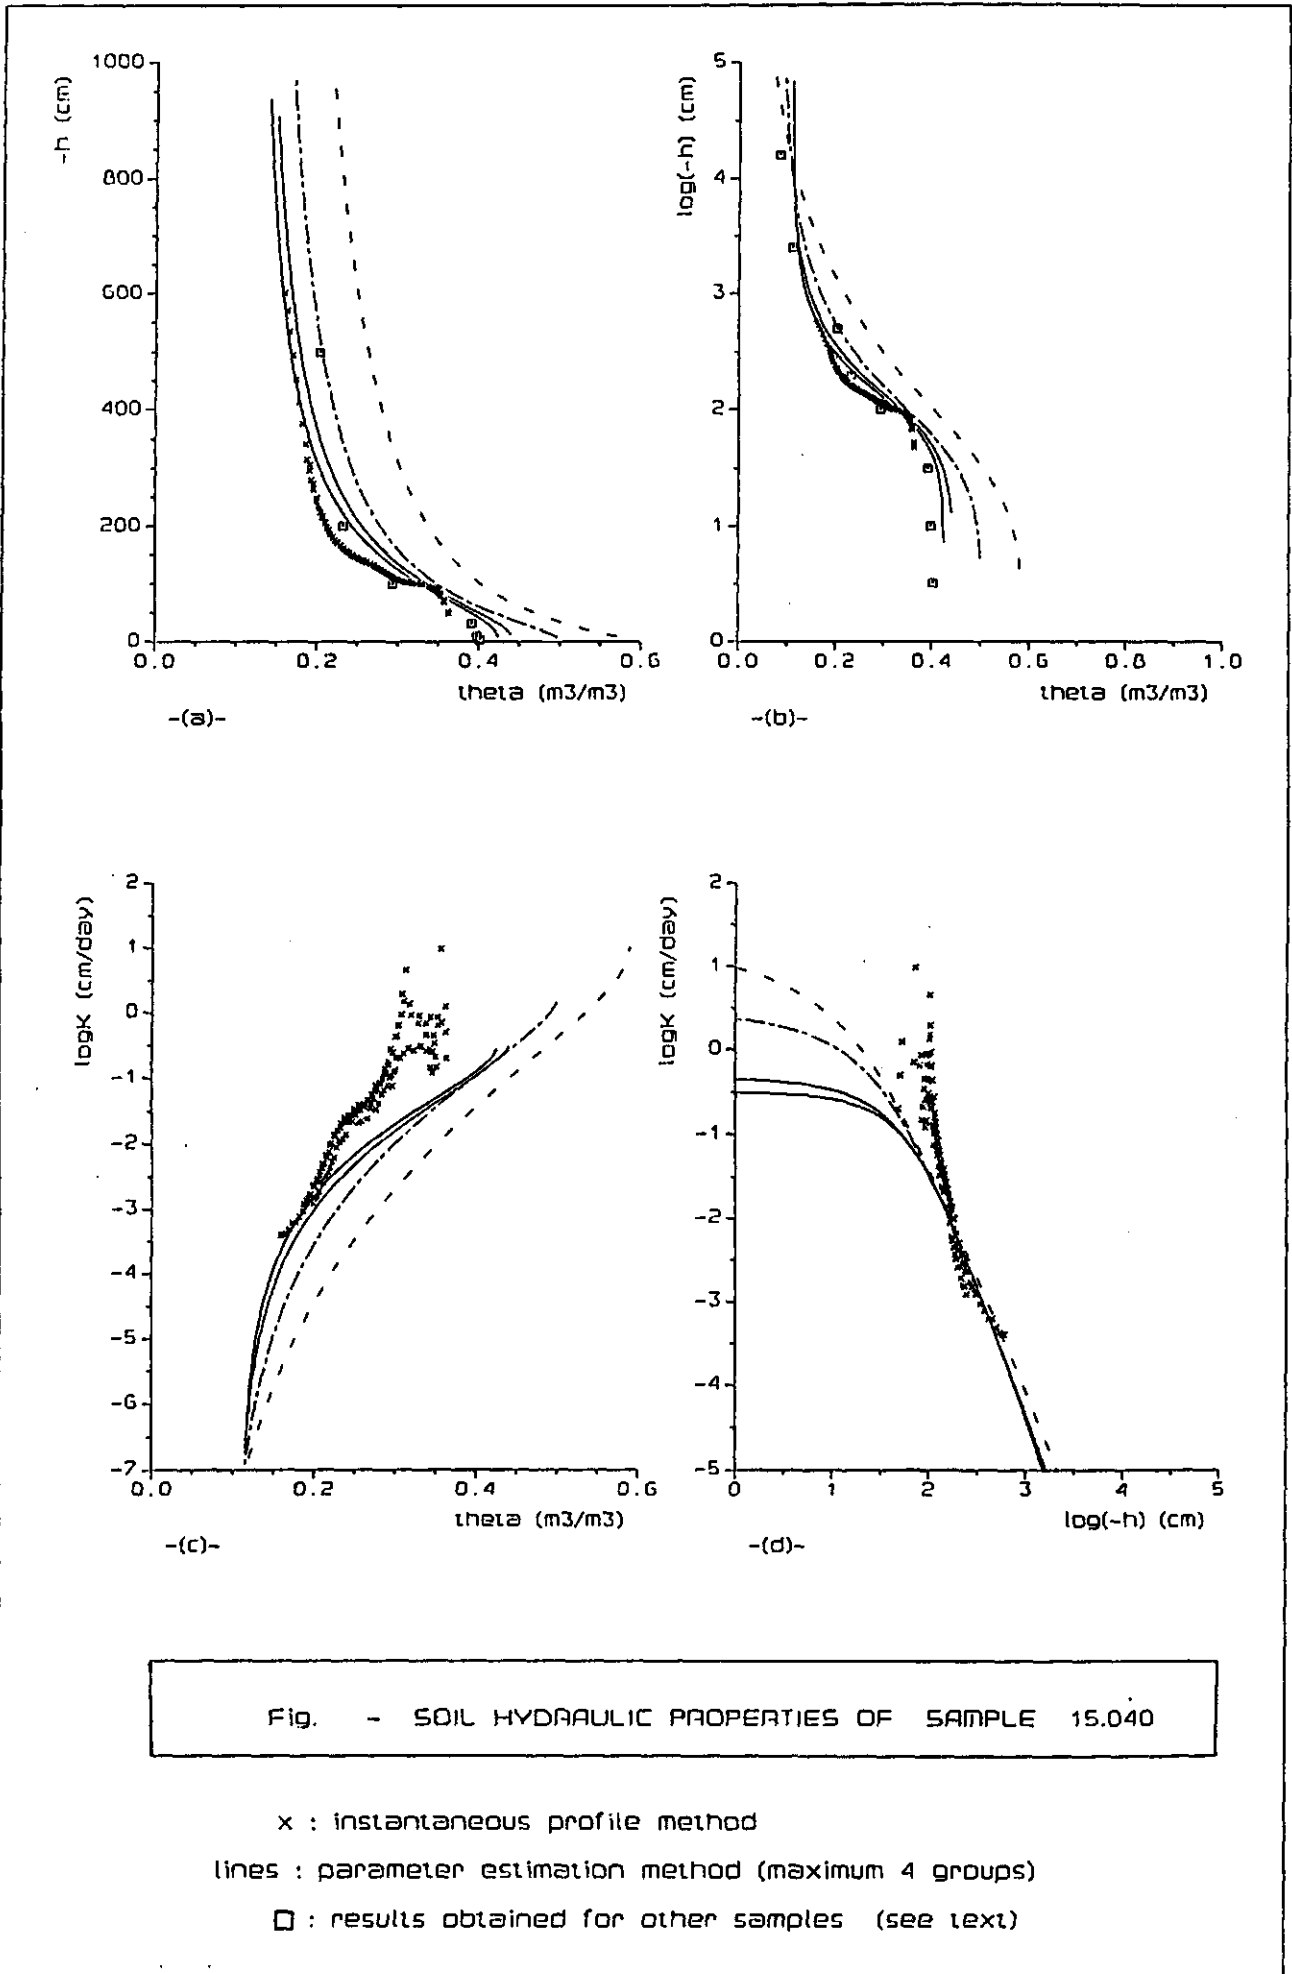 1000
800
600
400
200
0
-h (cm)
0.0 0.2 0.4 0.6
theta (m3/m3)
-(a)-
5
4
3
2
1
0
log(-h) (cm)
0.0 0.2 0.4 0.6 0.8 1.0
theta (m3/m3)
-(b)-
2
1
0
-1
-2
-3
-4
-5
-6
-7
logK (cm/day)
0.0 0.2 0.4 0.6
theta (m3/m3)
-(c)-
2
1
0
-1
-2
-3
-4
-5
logK (cm/day)
0 1 2 3 4 5
log(-h) (cm)
-(d)-
Fig. - SOIL HYDRAULIC PROPERTIES OF SAMPLE 15.040
x : instantaneous profile method
lines : parameter estimation method (maximum 4 groups)
□ : results obtained for other samples (see text)